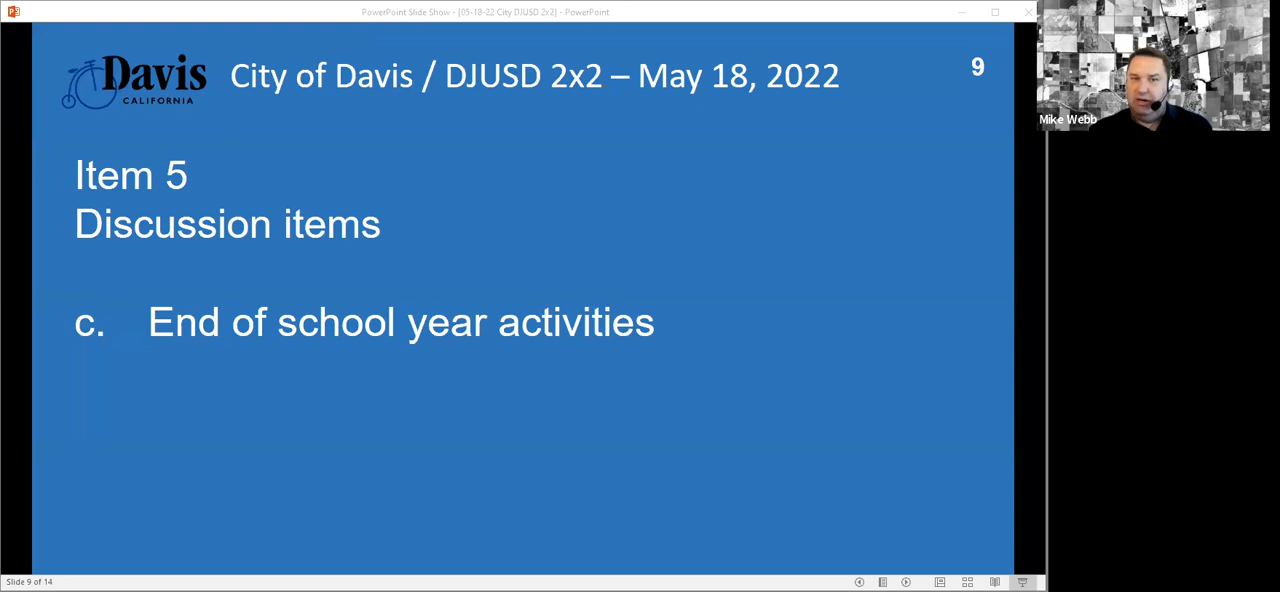 PowerPoint Slide Show - [05-18-22 City DJUSD 2x2] - PowerPoint
Davis
CALIFORNIA
City of Davis / DJUSD 2x2 – May 18, 2022
9
Mike Webb
Item 5
Discussion items
c. End of school year activities
Slide 9 of 14